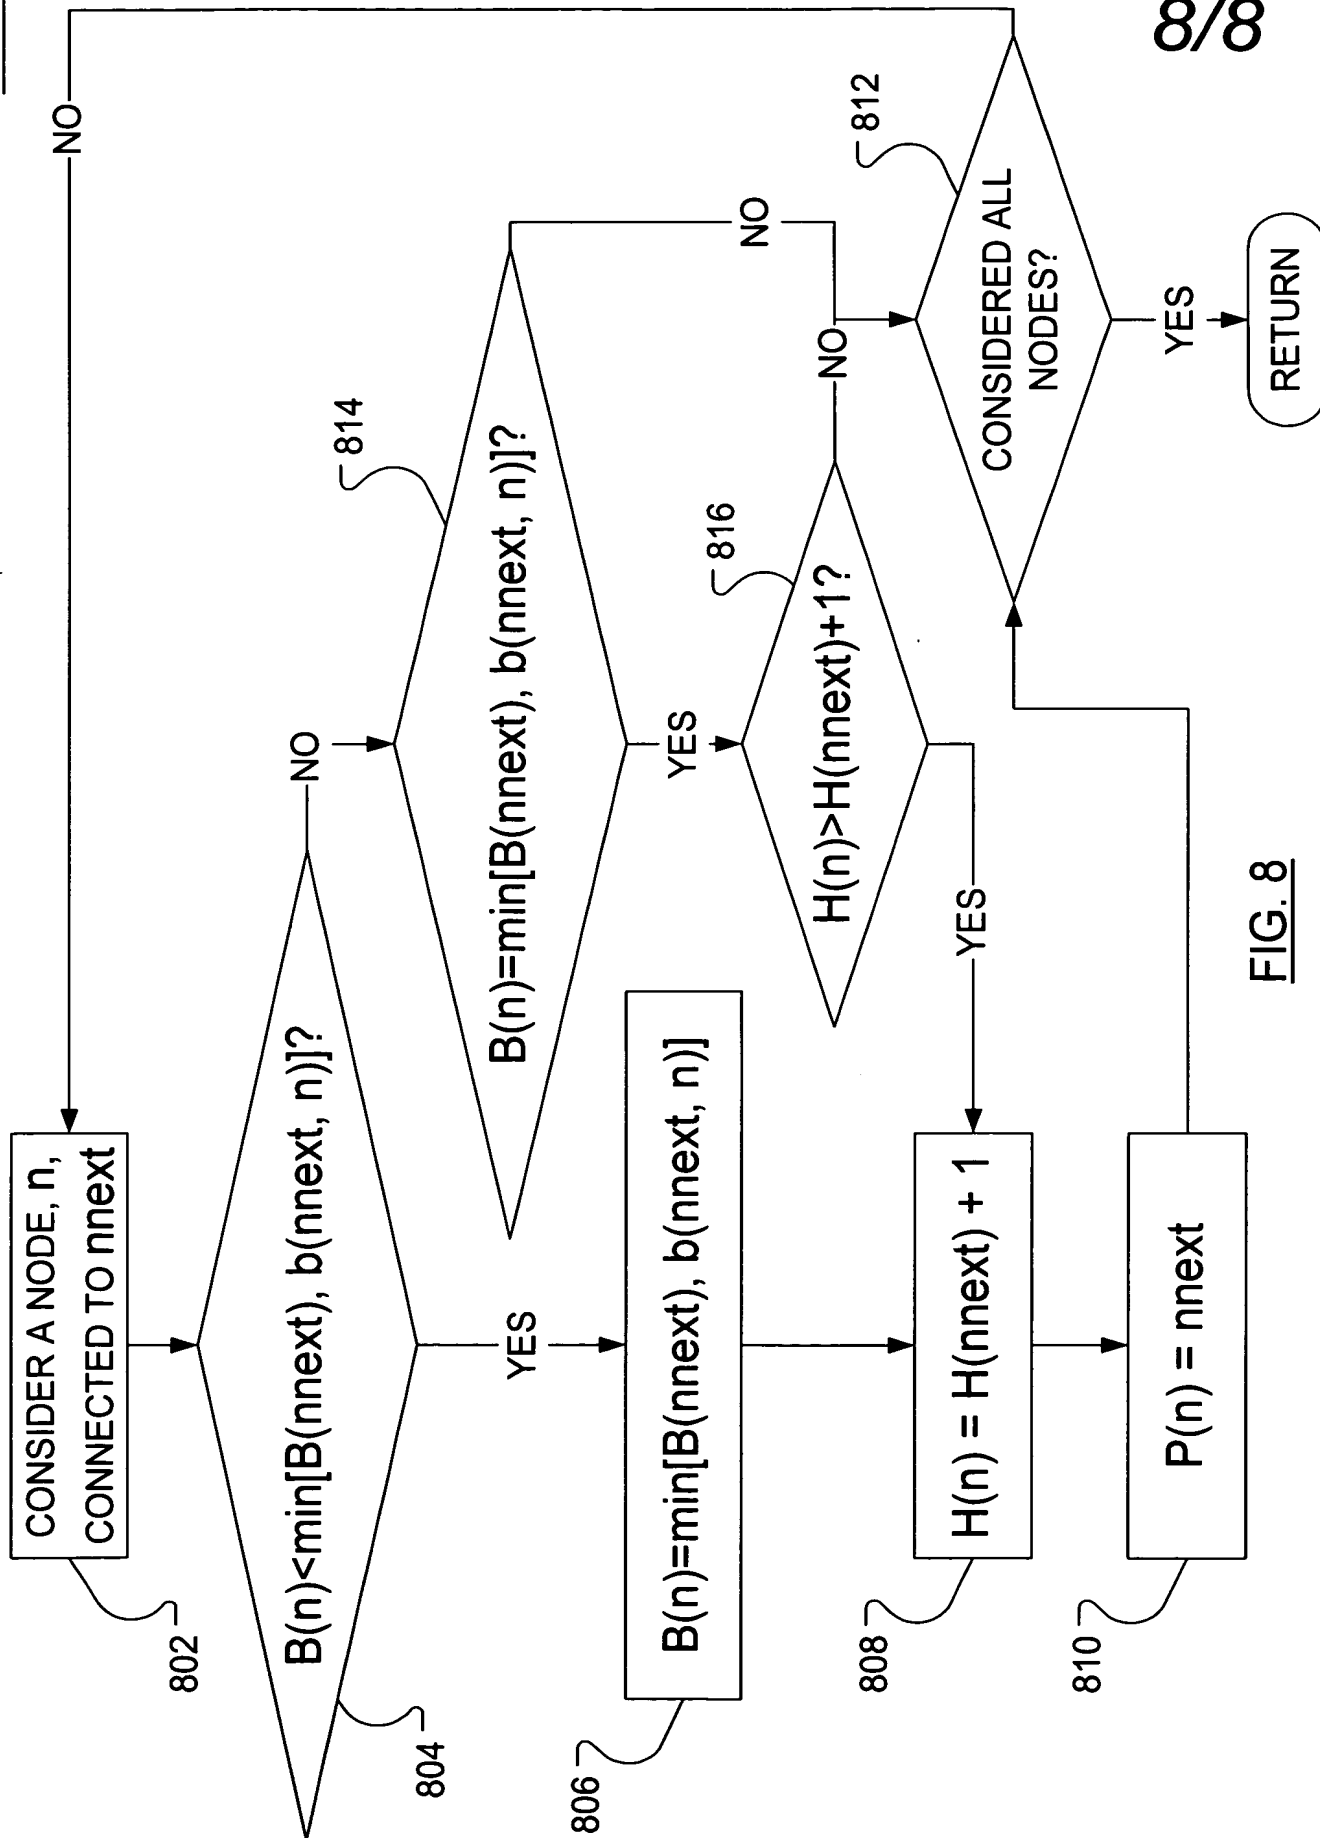 8/8
CONSIDER A NODE, n,
CONNECTED TO nnext
802
NO
B(n)<min[B(nnext), b(nnext, n)]?
804
NO
YES
B(n)=min[B(nnext), b(nnext, n)]?
814
YES
NO
B(n)=min[B(nnext), b(nnext, n)]
806
H(n)>H(nnext)+1?
816
NO
YES
H(n) = H(nnext) + 1
808
P(n) = nnext
810
CONSIDERED ALL
NODES?
812
YES
RETURN
FIG. 8